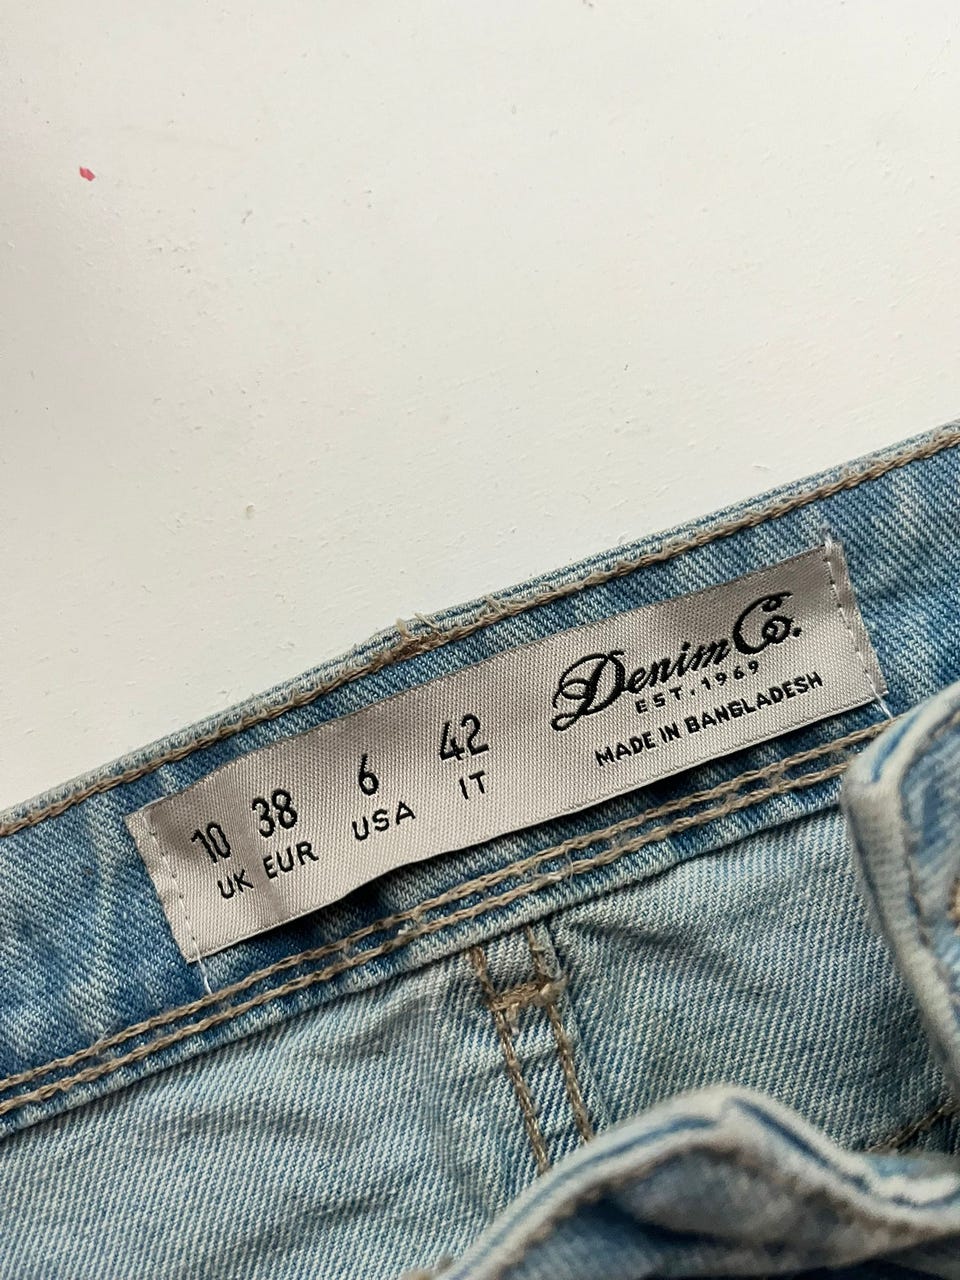 10 38 6 42
UK EUR USA IT
Denim Co.
EST. 1969
MADE IN BANGLADESH